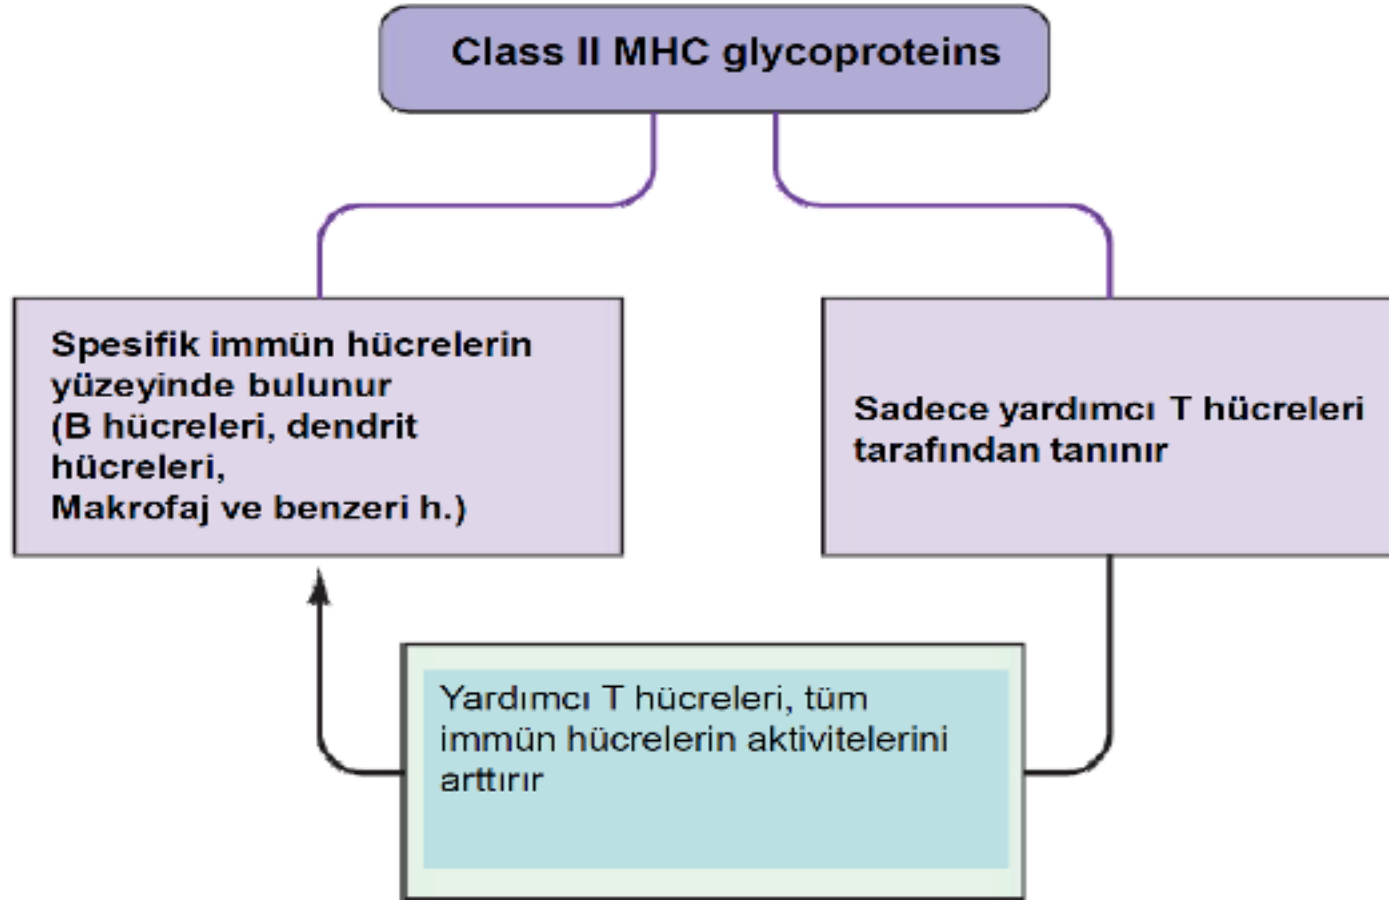 Class II MHC glycoproteins
Spesifik immün hücrelerin
yüzeyinde bulunur
(B hücreleri, dendrit
hücreleri,
Makrofaj ve benzeri h.)
Sadece yardımcı T hücreleri
tarafından tanınır
Yardımcı T hücreleri, tüm
immün hücrelerin aktivitelerini
arttırır